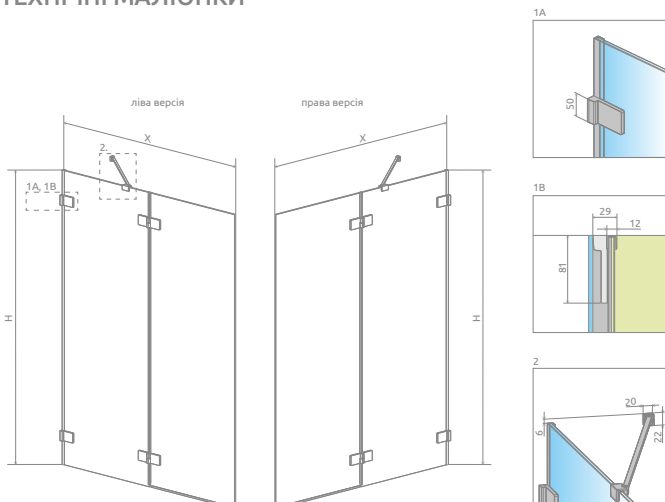 ТЕХНІЧНІ МАЛЮНКИ
ліва версія
права версія
X
X
2.
1A, 1B
H
H
1A
50
1B
29
12
81
2
20
6
22